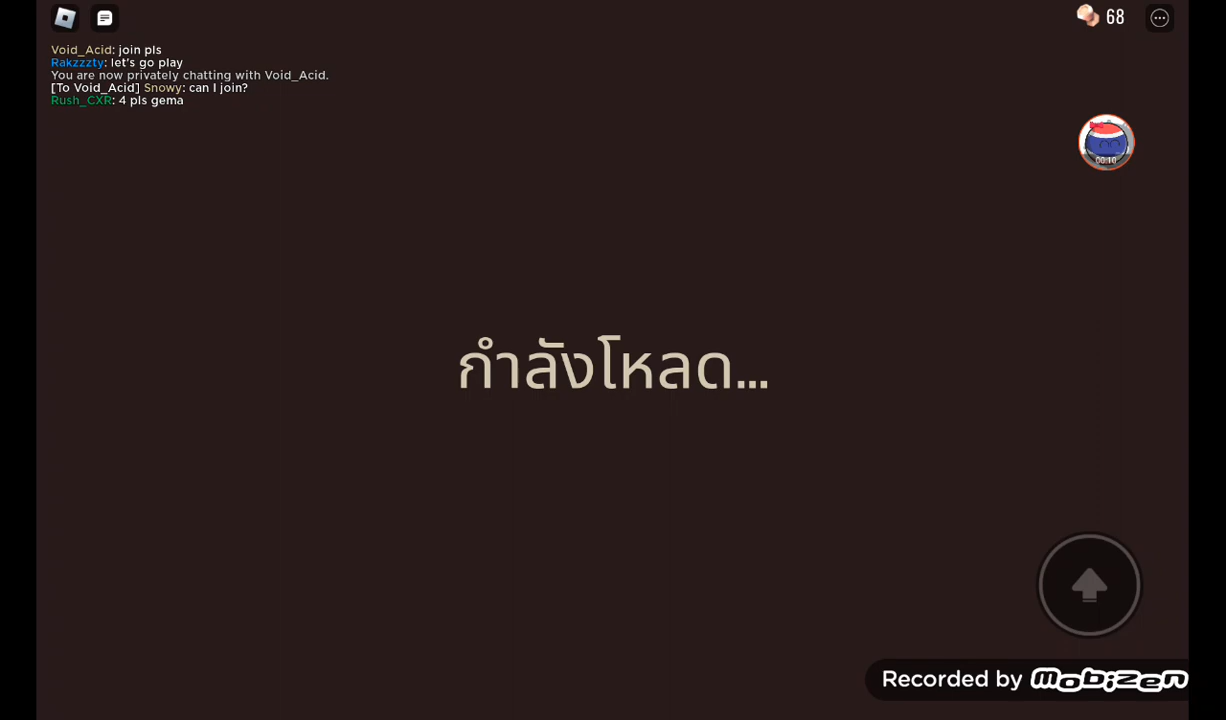 68
Void_Acid: join pls
Rakzzzty: let's go play
You are now privately chatting with Void_Acid.
[To Void_Acid] Snowy: can I join?
Rush_CXR: 4 pls gema
00:10
กำลังโหลด...
Recorded by mobizen